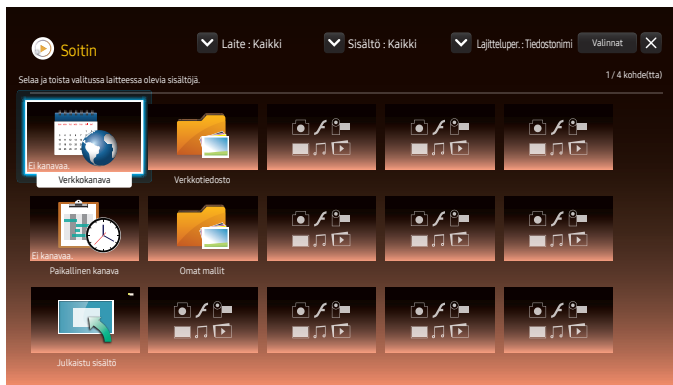 Soitin
Laite : Kaikki
Sisältö : Kaikki
Lajitteluper. : Tiedostonimi
Valinnat
Selaa ja toista valitussa laitteessa olevia sisältöjä.
1 / 4 kohde(tta)
Ei kanavaa.
Verkkokanava
Verkkotiedosto
Ei kanavaa.
Paikallinen kanava
Omat mallit
Julkaistu sisältö